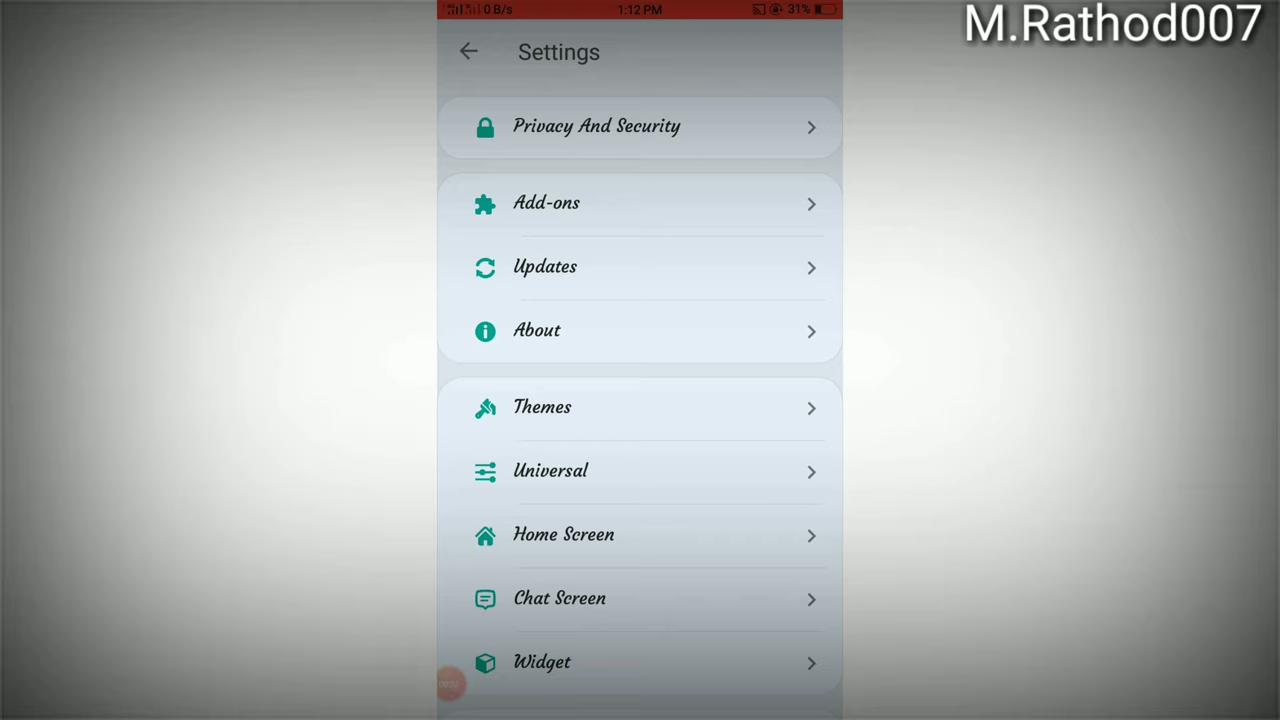 0 B/s 1:12 PM 31%
M.Rathod007
Settings
Privacy And Security
Add-ons
Updates
About
Themes
Universal
Home Screen
Chat Screen
Widget